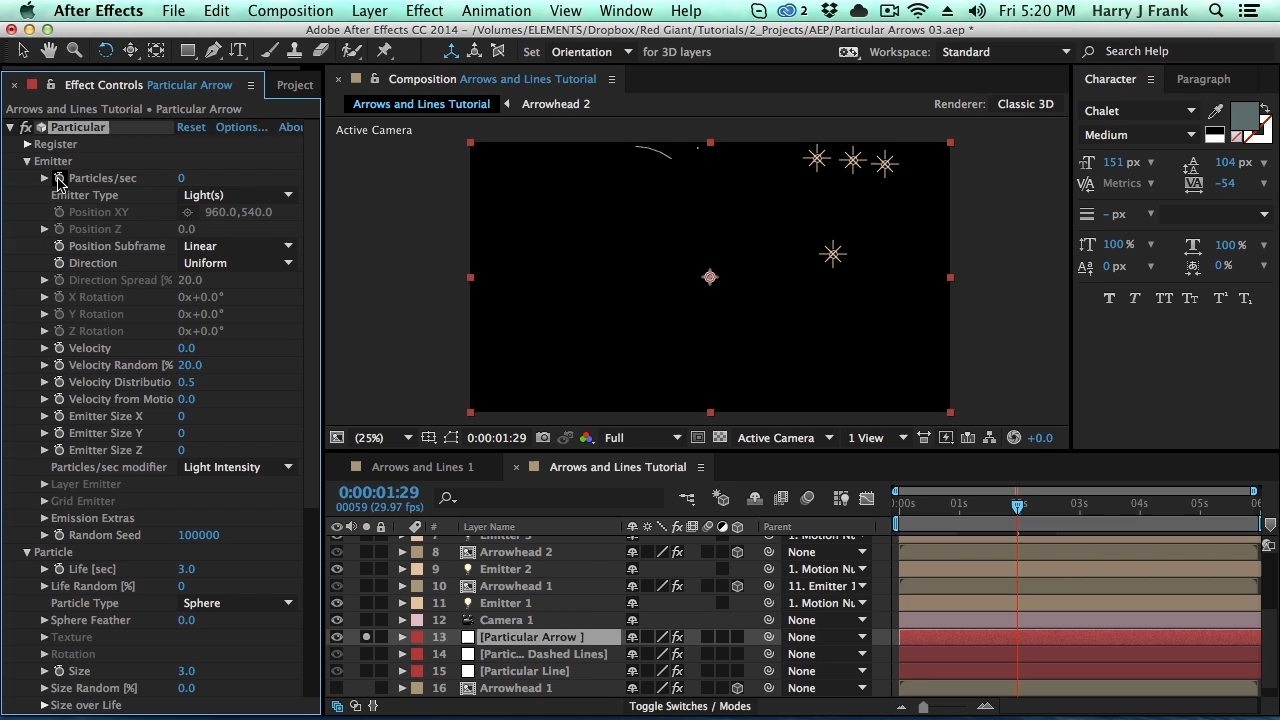 After Effects File Edit Composition Layer Effect Animation View Window Help 2 Fri 5:20 PM Harry J Frank
Adobe After Effects CC 2014 - /Volumes/ELEMENTS/Dropbox/Red Giant/Tutorials/2_Projects/AEP/Particular Arrows 03.aep *
Set Orientation for 3D layers Workspace: Standard Search Help
Effect Controls Particular Arrow Project
Arrows and Lines Tutorial • Particular Arrow
fx Particular Reset Options... Abou
Register
Emitter
Particles/sec 0
Emitter Type Light(s)
Position XY 960.0,540.0
Position Z 0.0
Position Subframe Linear
Direction Uniform
Direction Spread [% 20.0
X Rotation 0x+0.0°
Y Rotation 0x+0.0°
Z Rotation 0x+0.0°
Velocity 0.0
Velocity Random [% 20.0
Velocity Distributio 0.5
Velocity from Motio 0.0
Emitter Size X 0
Emitter Size Y 0
Emitter Size Z 0
Particles/sec modifier Light Intensity
Layer Emitter
Grid Emitter
Emission Extras
Random Seed 100000
Particle
Life [sec] 3.0
Life Random [%] 0
Particle Type Sphere
Sphere Feather 0.0
Texture
Rotation
Size 3.0
Size Random [%] 0.0
Size over Life
Composition Arrows and Lines Tutorial
Arrows and Lines Tutorial Arrowhead 2 Renderer: Classic 3D
Active Camera
(25%) 0:00:01:29 Full Active Camera 1 View +0.0
Character Paragraph
Chalet
Medium
151 px 104 px
Metrics -54
- px
100 % 100 %
0 px 0 %
T T TT Tт T¹ T₁
Arrows and Lines 1 Arrows and Lines Tutorial
0:00:01:29
00059 (29.97 fps)
:00s 01s 03s 04s 05s
# Layer Name fx Parent
8 Arrowhead 2 fx None
9 Emitter 2 1. Motion Nu
10 Arrowhead 1 fx 11. Emitter 1
11 Emitter 1 1. Motion Nu
12 Camera 1 None
13 [Particular Arrow ] fx None
14 [Partic... Dashed Lines] fx None
15 [Particular Line] fx None
16 Arrowhead 1 None
Toggle Switches / Modes